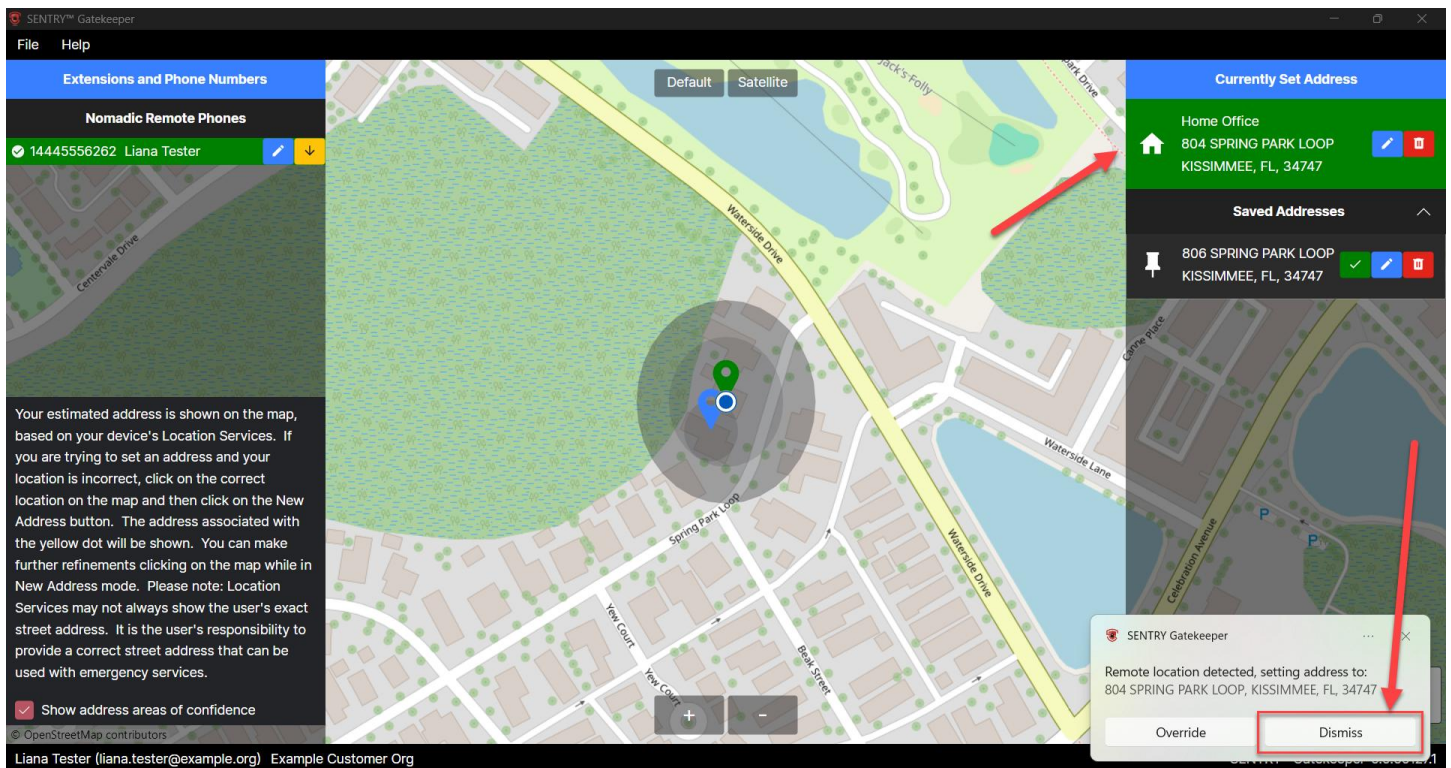 SENTRY™ Gatekeeper
File Help
Extensions and Phone Numbers
Nomadic Remote Phones
14445556262 Liana Tester
Your estimated address is shown on the map,
based on your device's Location Services. If
you are trying to set an address and your
location is incorrect, click on the correct
location on the map and then click on the New
Address button. The address associated with
the yellow dot will be shown. You can make
further refinements clicking on the map while in
New Address mode. Please note: Location
Services may not always show the user's exact
street address. It is the user's responsibility to
provide a correct street address that can be
used with emergency services.
Show address areas of confidence
© OpenStreetMap contributors
Default Satellite
Jack's Folly
Park Drive
Waterside Drive
Centervale Drive
Canne Place
Waterside Lane
Spring Park Loop
Waterside Drive
Celebration Avenue
P
P
Yew Court
Yew Court
Beak Street
+ -
Currently Set Address
Home Office
804 SPRING PARK LOOP
KISSIMMEE, FL, 34747
Saved Addresses
806 SPRING PARK LOOP
KISSIMMEE, FL, 34747
SENTRY Gatekeeper
Remote location detected, setting address to:
804 SPRING PARK LOOP, KISSIMMEE, FL, 34747
Override Dismiss
Liana Tester (liana.tester@example.org) Example Customer Org